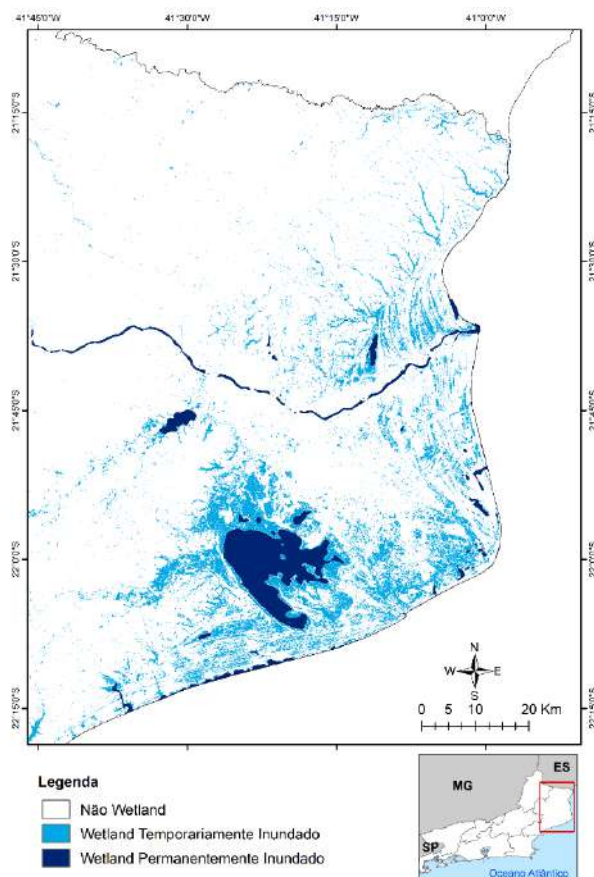 41°45'0"W 41°30'0"W 41°15'0"W 41°0'0"W
21°15'0"S 21°15'0"S
21°30'0"S 21°30'0"S
21°45'0"S 21°45'0"S
22°0'0"S 22°0'0"S
22°15'0"S 22°15'0"S
N
W E
S
0 5 10 20 Km
Legenda
Não Wetland
Wetland Temporariamente Inundado
Wetland Permanentemente Inundado
ES
MG
SP
Oceano Atlântico